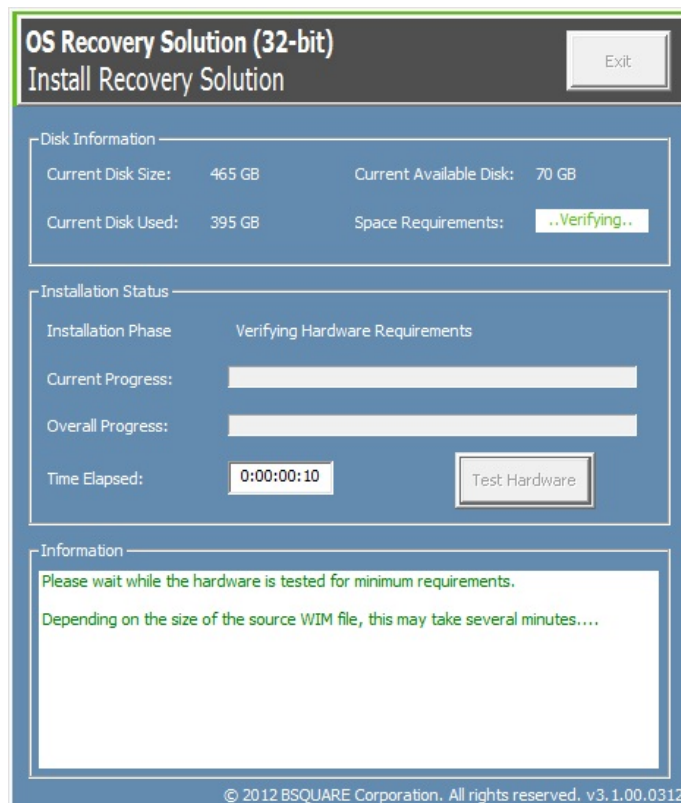 OS Recovery Solution (32-bit)
Install Recovery Solution
Exit
Disk Information
Current Disk Size: 465 GB Current Available Disk: 70 GB
Current Disk Used: 395 GB Space Requirements: ..Verifying..
Installation Status
Installation Phase Verifying Hardware Requirements
Current Progress:
Overall Progress:
Time Elapsed: 0:00:00:10 Test Hardware
Information
Please wait while the hardware is tested for minimum requirements.
Depending on the size of the source WIM file, this may take several minutes....
© 2012 BSQUARE Corporation. All rights reserved. v3.1.00.0312